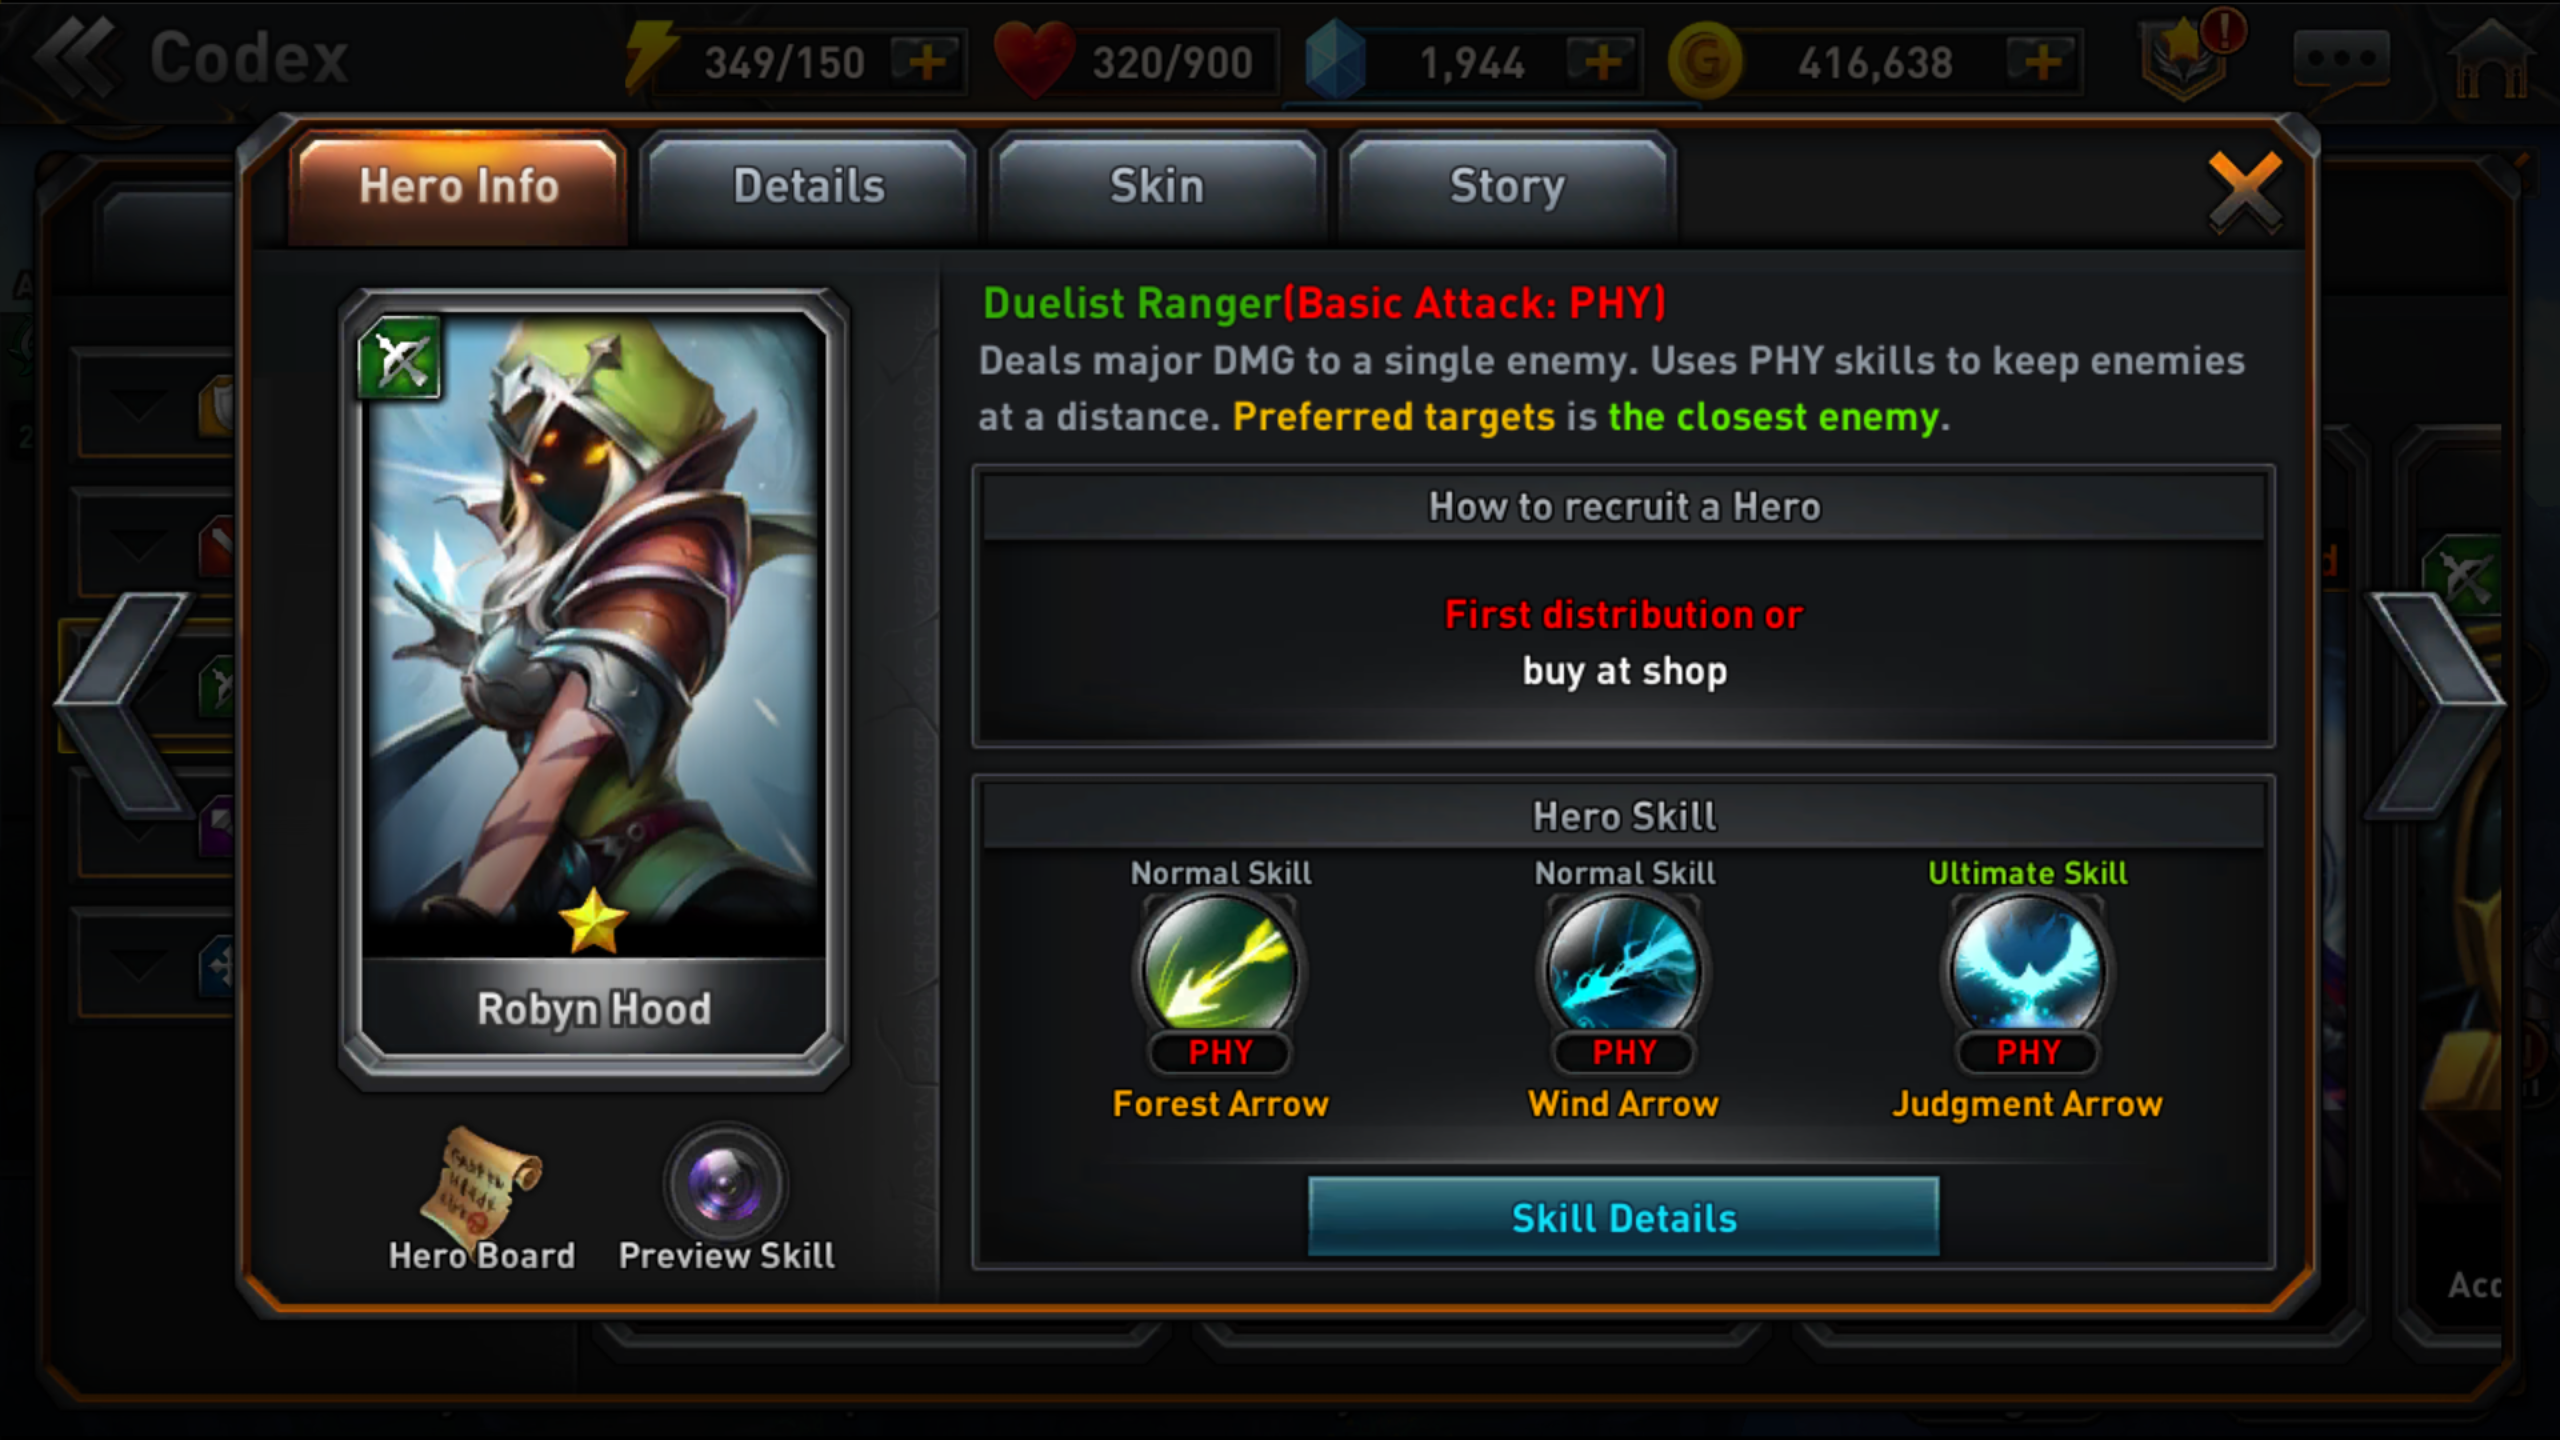 Codex
349/150
320/900
1,944
416,638
Hero Info
Details
Skin
Story
Duelist Ranger(Basic Attack: PHY)
Deals major DMG to a single enemy. Uses PHY skills to keep enemies
at a distance. Preferred targets is the closest enemy.
How to recruit a Hero
First distribution or
buy at shop
Robyn Hood
Hero Board
Preview Skill
Hero Skill
Normal Skill
Normal Skill
Ultimate Skill
PHY
PHY
PHY
Forest Arrow
Wind Arrow
Judgment Arrow
Skill Details